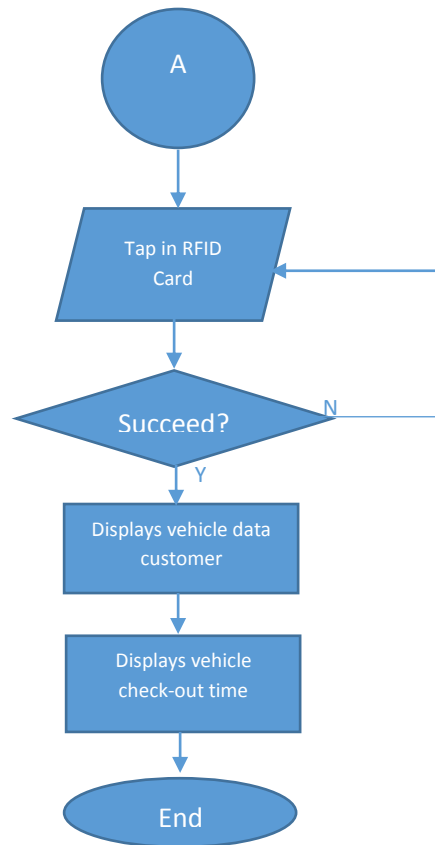 A
Tap in RFID
Card
Succeed?
N
Y
Displays vehicle data
customer
Displays vehicle
check-out time
End